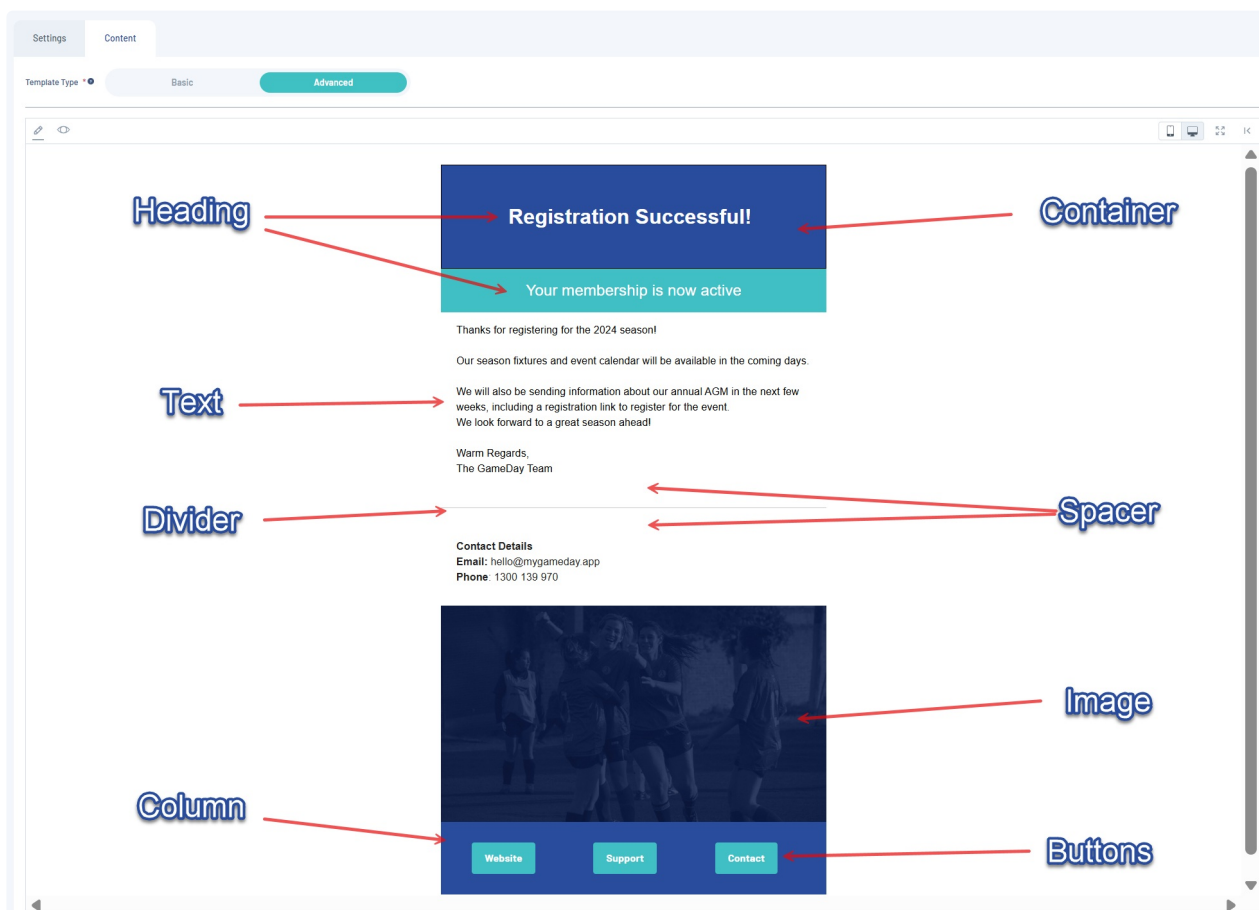 Settings
Content
Template Type *
Basic
Advanced
Heading
Registration Successful!
Container
Your membership is now active
Thanks for registering for the 2024 season!
Our season fixtures and event calendar will be available in the coming days.
Text
We will also be sending information about our annual AGM in the next few
weeks, including a registration link to register for the event.
We look forward to a great season ahead!
Warm Regards,
The GameDay Team
Divider
Spacer
Contact Details
Email: hello@mygameday.app
Phone: 1300 139 970
Image
Column
Website
Support
Contact
Buttons